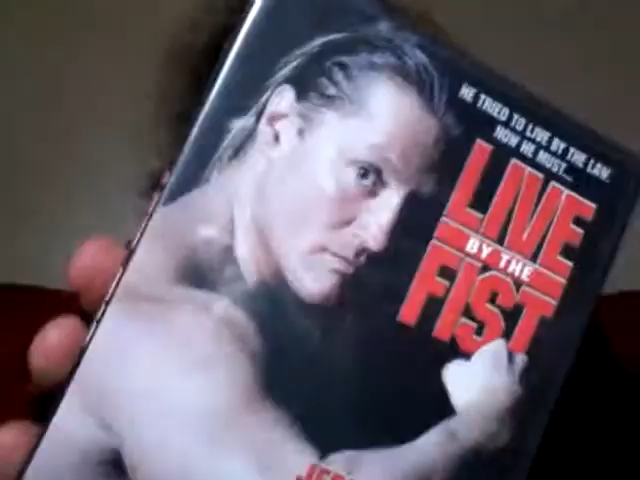 HE TRIED TO LIVE BY THE LAW.
NOW HE MUST...
LIVE
BY THE
FIST